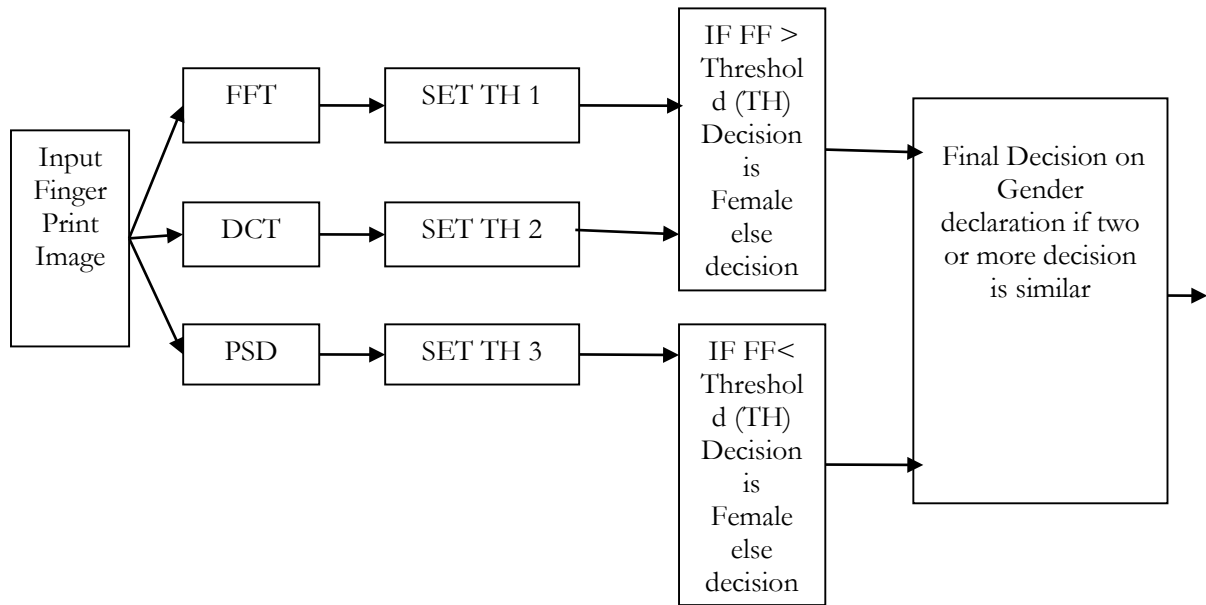 Input
Finger
Print
Image
FFT
SET TH 1
DCT
SET TH 2
PSD
SET TH 3
IF FF >
Threshol
d (TH)
Decision
is
Female
else
decision
IF FF<
Threshol
d (TH)
Decision
is
Female
else
decision
Final Decision on
Gender
declaration if two
or more decision
is similar